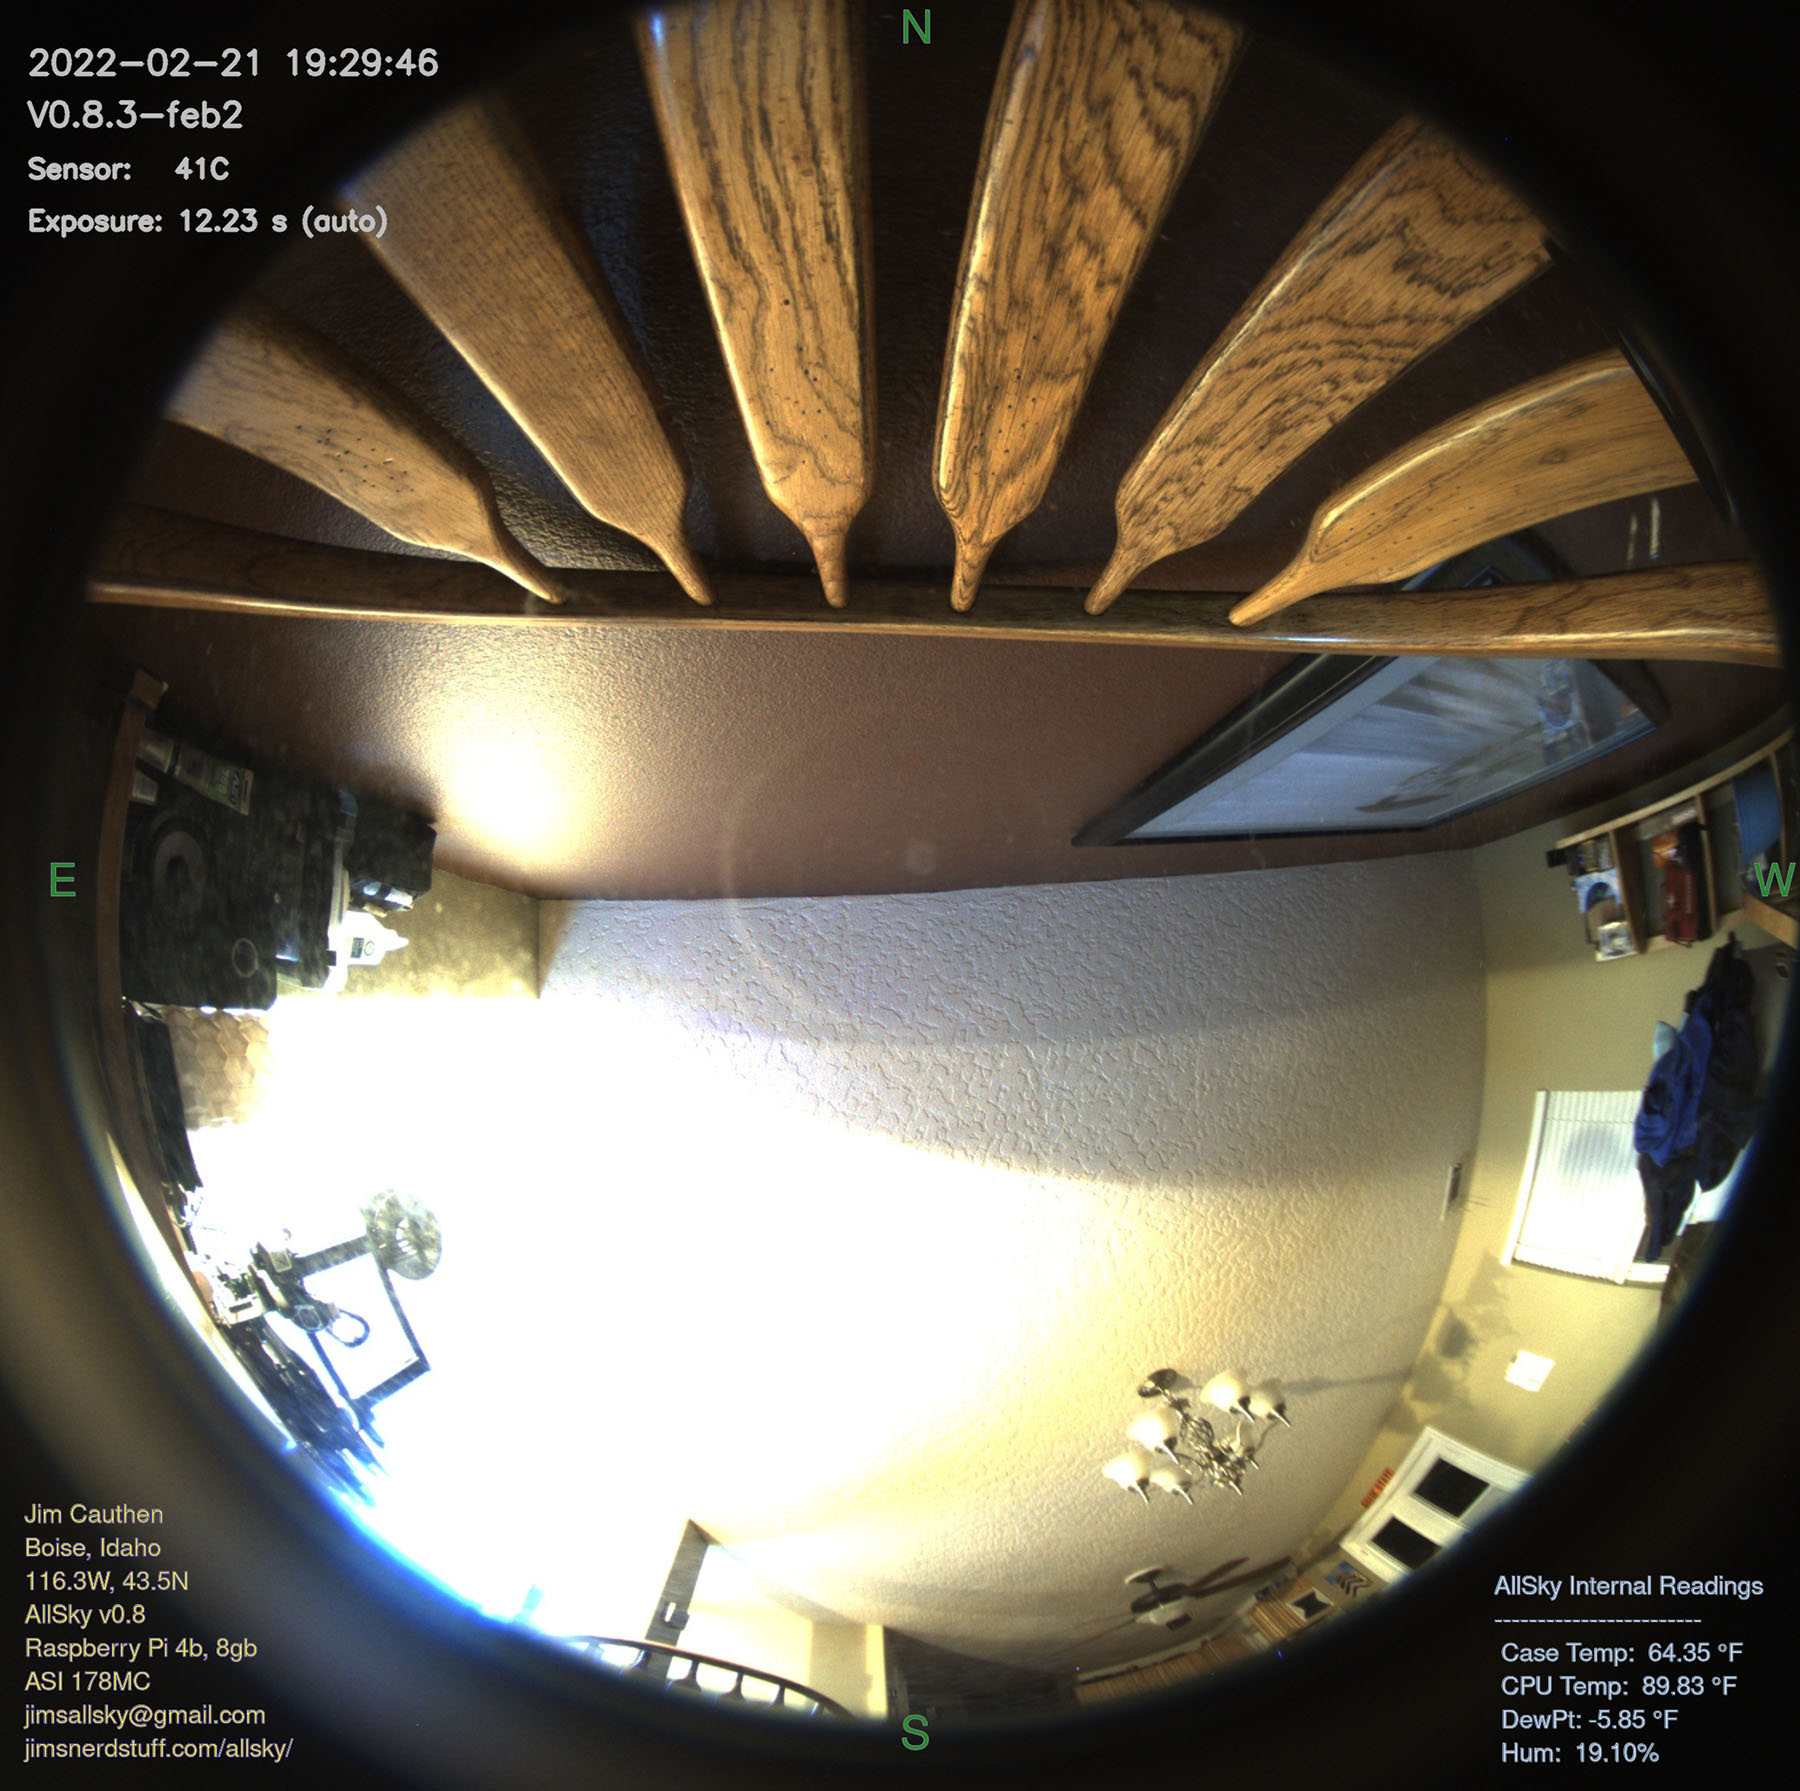 N
2022-02-21 19:29:46
V0.8.3-feb2
Sensor: 41C
Exposure: 12.23 s (auto)
E
W
Jim Cauthen
Boise, Idaho
116.3W, 43.5N
AllSky v0.8
Raspberry Pi 4b, 8gb
ASI 178MC
jimsallsky@gmail.com
jimsnerdstuff.com/allsky/
S
AllSky Internal Readings
------------------------
Case Temp: 64.35 °F
CPU Temp: 89.83 °F
DewPt: -5.85 °F
Hum: 19.10%